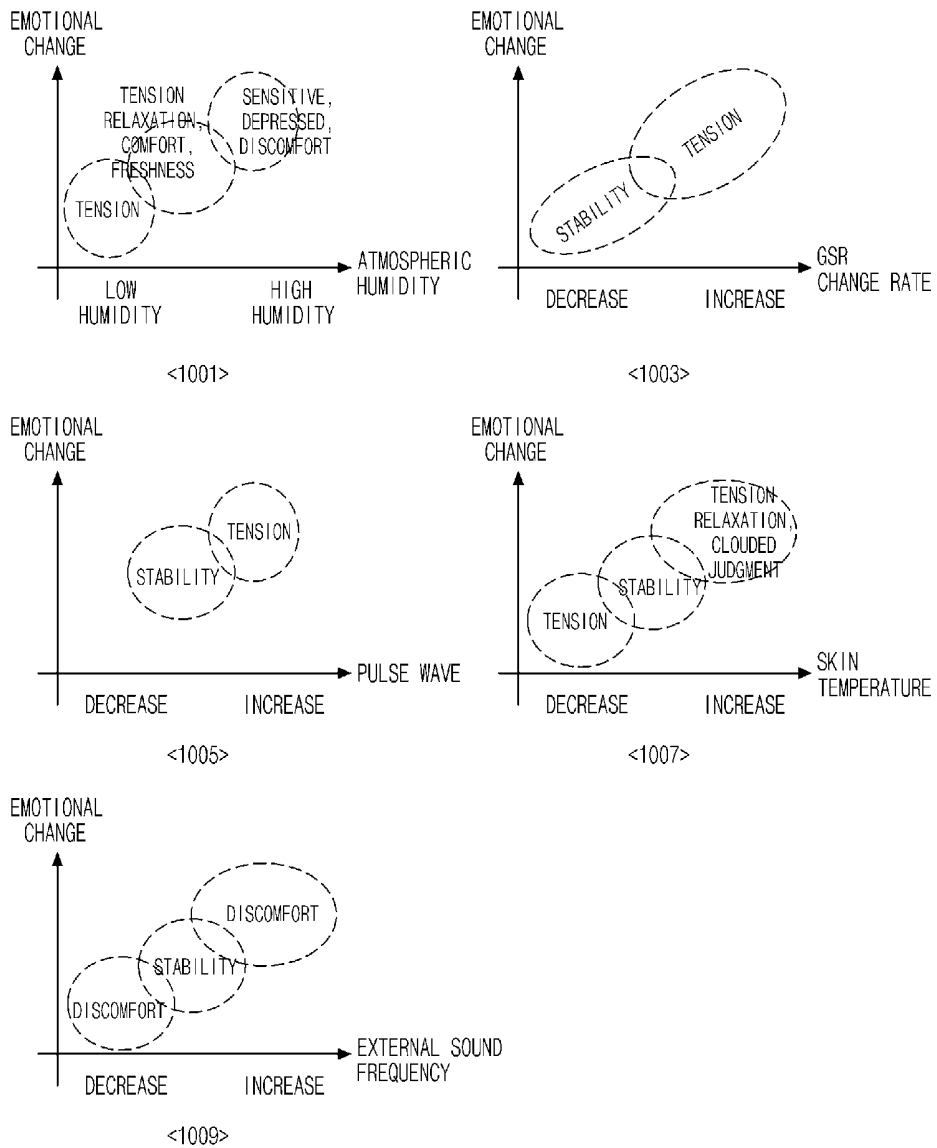 EMOTIONAL
CHANGE
TENSION
RELAXATION,
COMFORT,
FRESHNESS
SENSITIVE,
DEPRESSED,
DISCOMFORT
TENSION
ATMOSPHERIC
HUMIDITY
LOW
HUMIDITY
HIGH
HUMIDITY
<1001>
EMOTIONAL
CHANGE
TENSION
STABILITY
GSR
CHANGE RATE
DECREASE
INCREASE
<1003>
EMOTIONAL
CHANGE
TENSION
STABILITY
PULSE WAVE
DECREASE
INCREASE
<1005>
EMOTIONAL
CHANGE
TENSION
RELAXATION,
CLOUDED
JUDGMENT
STABILITY
TENSION
SKIN
TEMPERATURE
DECREASE
INCREASE
<1007>
EMOTIONAL
CHANGE
DISCOMFORT
STABILITY
DISCOMFORT
EXTERNAL SOUND
FREQUENCY
DECREASE
INCREASE
<1009>